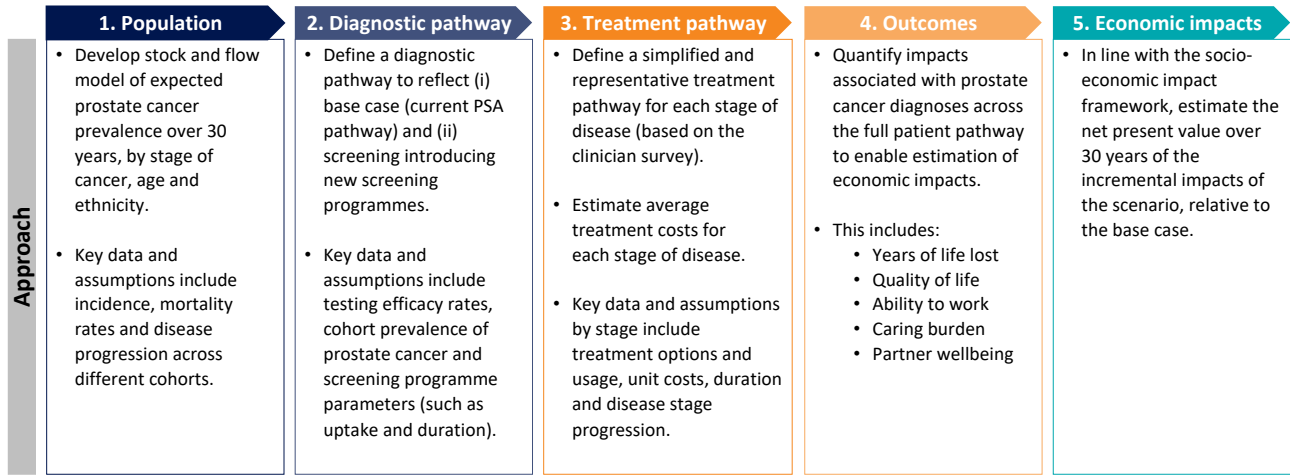 1. Population
2. Diagnostic pathway
3. Treatment pathway
4. Outcomes
5. Economic impacts
Approach
• Develop stock and flow
model of expected
prostate cancer
prevalence over 30
years, by stage of
cancer, age and
ethnicity.
• Key data and
assumptions include
incidence, mortality
rates and disease
progression across
different cohorts.
• Define a diagnostic
pathway to reflect (i)
base case (current PSA
pathway) and (ii)
screening introducing
new screening
programmes.
• Key data and
assumptions include
testing efficacy rates,
cohort prevalence of
prostate cancer and
screening programme
parameters (such as
uptake and duration).
• Define a simplified and
representative treatment
pathway for each stage of
disease (based on the
clinician survey).
• Estimate average
treatment costs for
each stage of disease.
• Key data and assumptions
by stage include
treatment options and
usage, unit costs, duration
and disease stage
progression.
• Quantify impacts
associated with prostate
cancer diagnoses across
the full patient pathway
to enable estimation of
economic impacts.
• This includes:
• Years of life lost
• Quality of life
• Ability to work
• Caring burden
• Partner wellbeing
• In line with the socio-
economic impact
framework, estimate the
net present value over
30 years of the
incremental impacts of
the scenario, relative to
the base case.